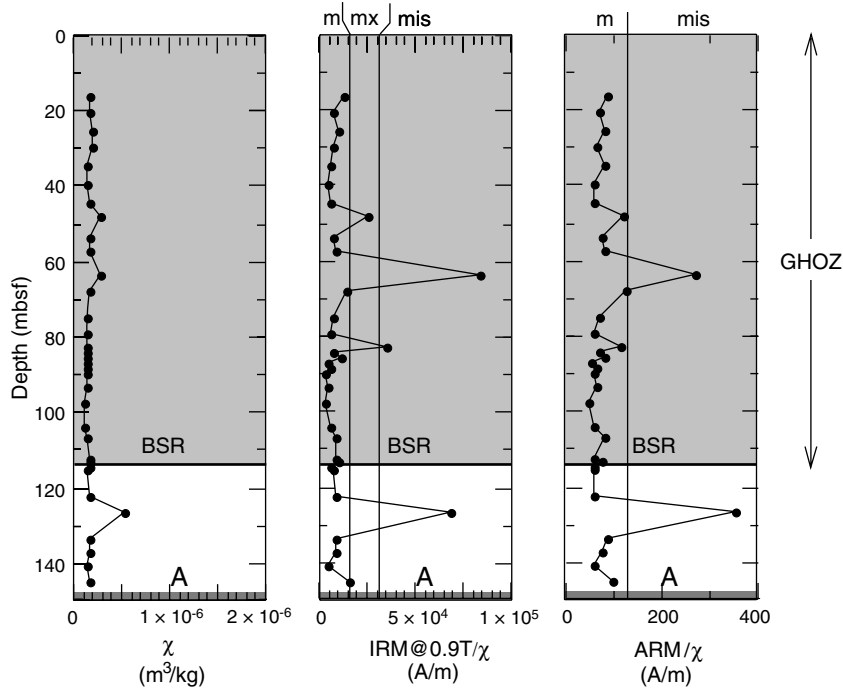 m mx mis
m mis
0
20
40
60
80
100
120
140
Depth (mbsf)
BSR
BSR
BSR
A
A
A
GHOZ
0 1×10⁻⁶ 2×10⁻⁶
χ
(m³/kg)
0 5×10⁴ 1×10⁵
IRM@0.9T/χ
(A/m)
0 200 400
ARM/χ
(A/m)